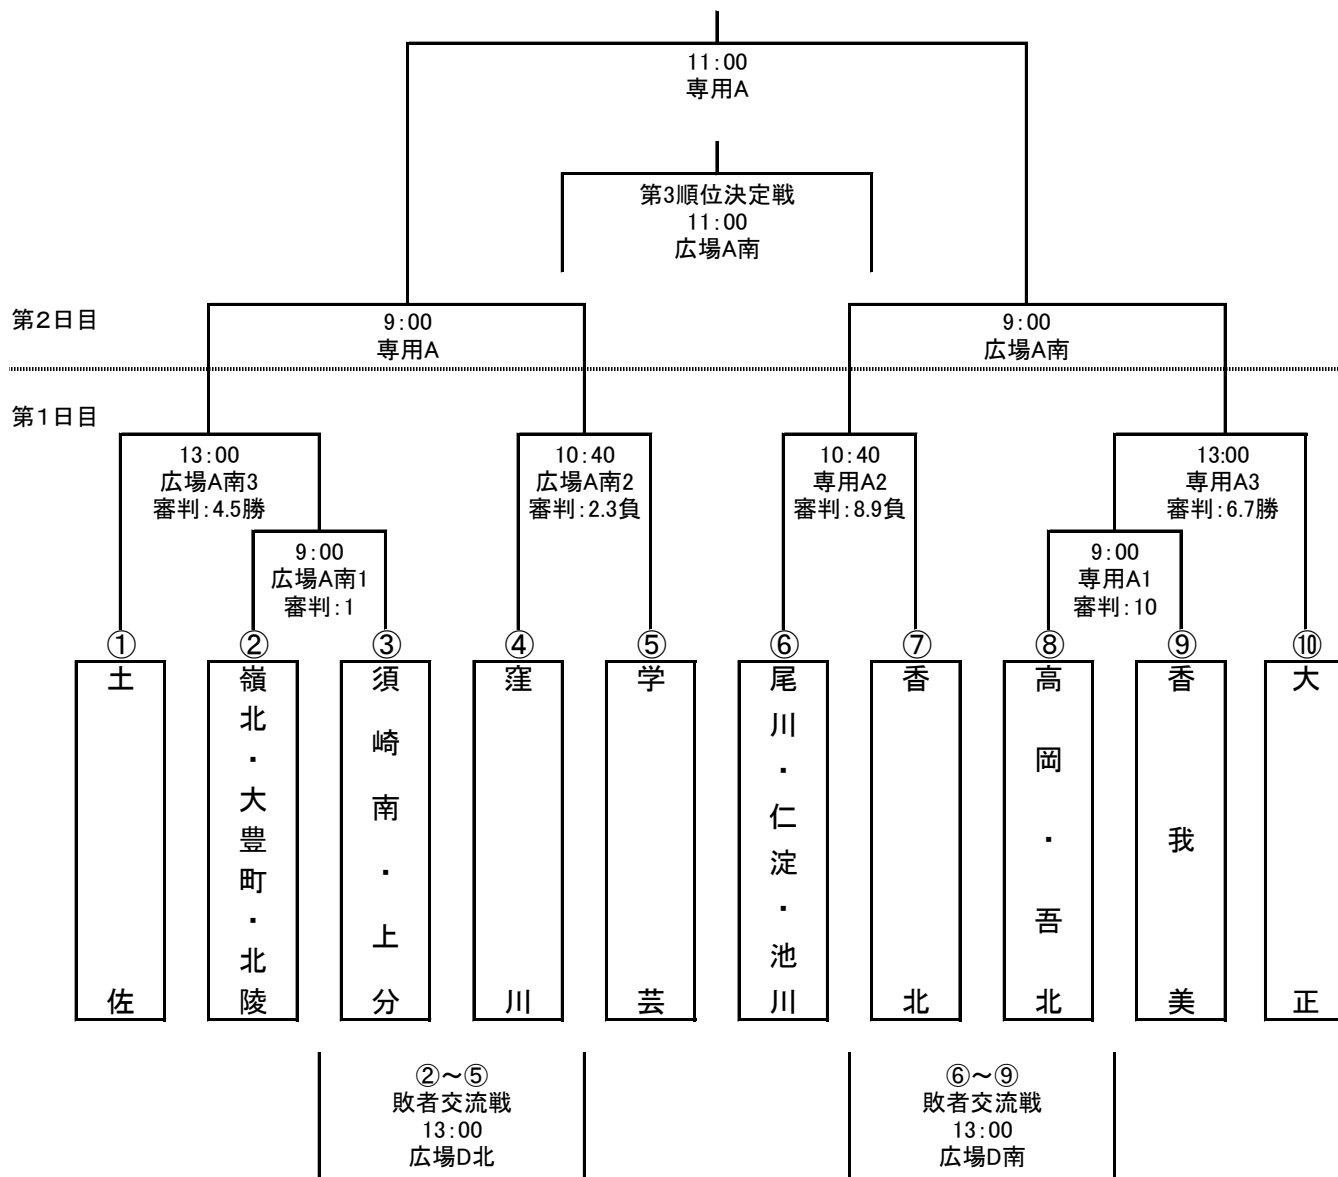 11:00
専用A
第3順位決定戦
11:00
広場A南
第2日目
9:00
専用A
9:00
広場A南
第1日目
13:00
広場A南3
審判:4.5勝
10:40
広場A南2
審判:2.3負
10:40
専用A2
審判:8.9負
13:00
専用A3
審判:6.7勝
9:00
広場A南1
審判:1
9:00
専用A1
審判:10
①
②
③
④
⑤
⑥
⑦
⑧
⑨
⑩
土佐
嶺北・大豊町・北陵
須崎南・上分
窪川
学芸
尾川・仁淀・池川
香北
高岡・吾北
香我美
大正
②～⑤
敗者交流戦
13:00
広場D北
⑥～⑨
敗者交流戦
13:00
広場D南